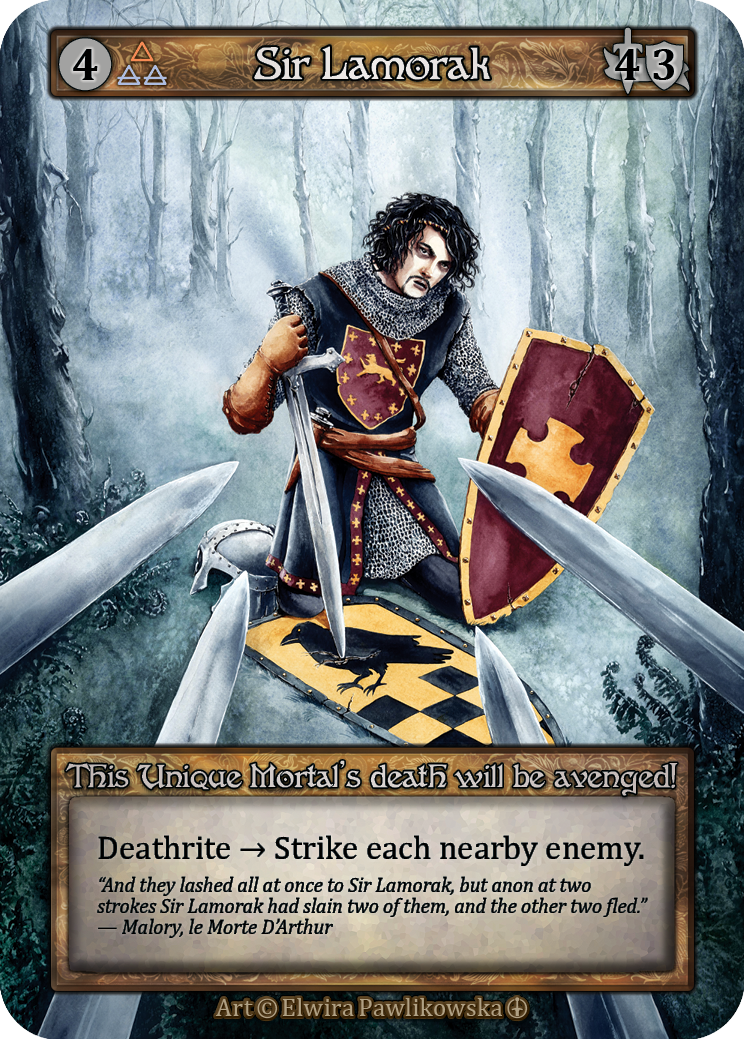 4 Sir Lamorak 4 3
This Unique Mortal's death will be avenged!
Deathrite → Strike each nearby enemy.
“And they lashed all at once to Sir Lamorak, but anon at two
strokes Sir Lamorak had slain two of them, and the other two fled.”
— Malory, le Morte D'Arthur
Art © Elwira Pawlikowska